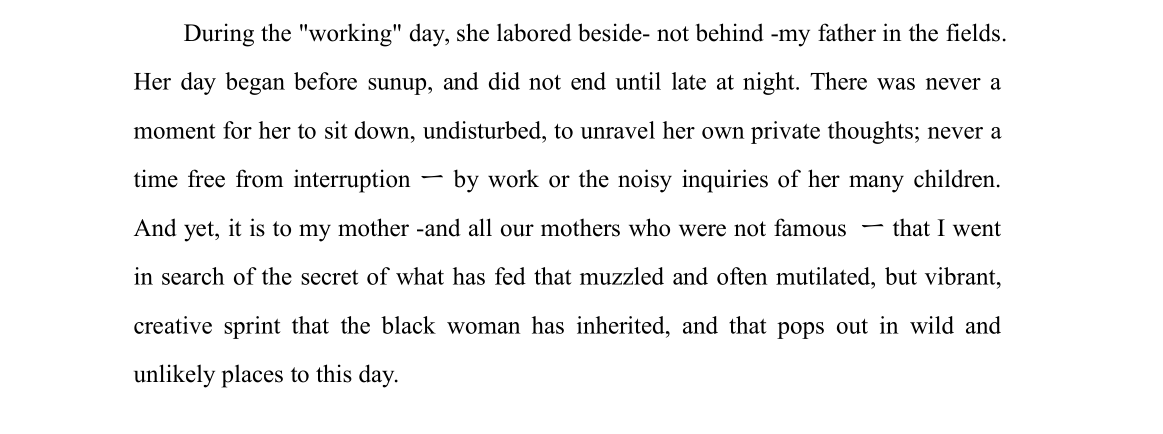 During the "working" day, she labored beside- not behind -my father in the fields.
Her day began before sunup, and did not end until late at night. There was never a
moment for her to sit down, undisturbed, to unravel her own private thoughts; never a
time free from interruption 一 by work or the noisy inquiries of her many children.
And yet, it is to my mother -and all our mothers who were not famous 一 that I went
in search of the secret of what has fed that muzzled and often mutilated, but vibrant,
creative sprint that the black woman has inherited, and that pops out in wild and
unlikely places to this day.